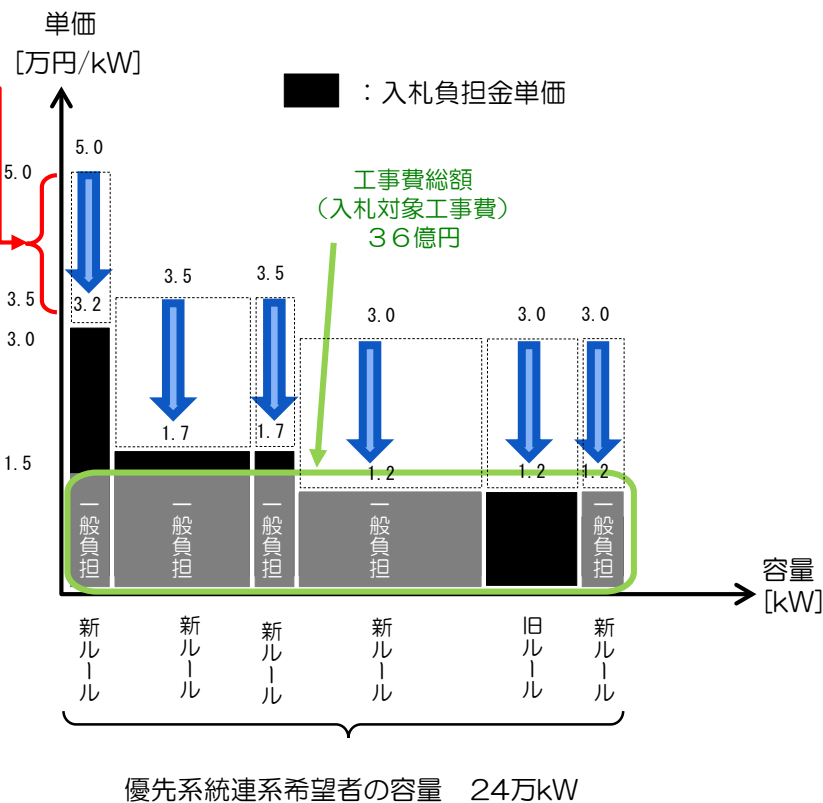 単価
[万円/kW]
：入札負担金単価
5.0
5.0
3.5
3.0
1.5
3.2
3.5
1.7
3.5
1.7
3.0
1.2
3.0
1.2
3.0
1.2
工事費総額
（入札対象工事費）
３６億円
一般負担
一般負担
一般負担
一般負担
一般負担
容量
[kW]
新ルール
新ルール
新ルール
新ルール
旧ルール
新ルール
優先系統連系希望者の容量　24万kW